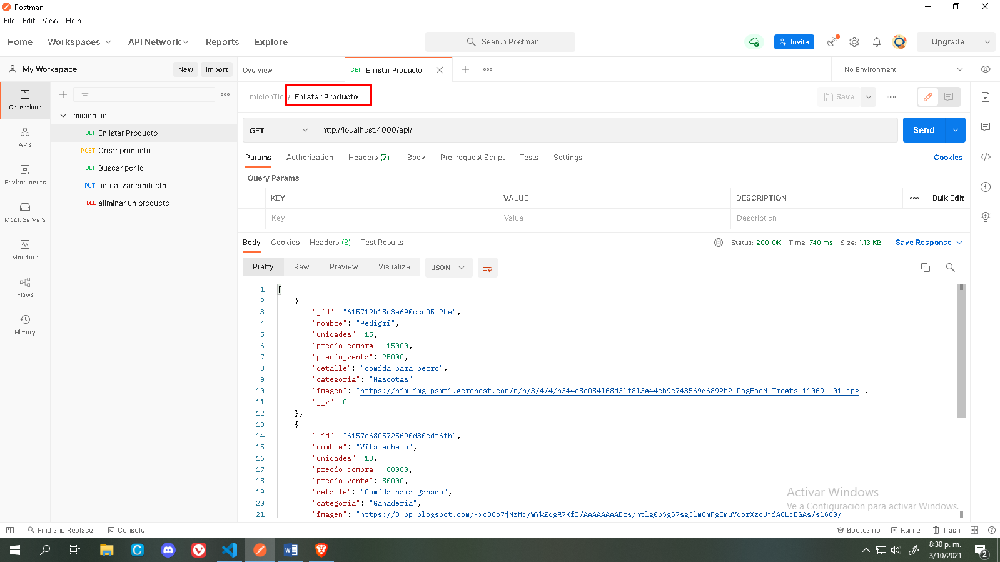 Postman
File Edit View Help
Home Workspaces API Network Reports Explore Search Postman Invite Upgrade
My Workspace New Import Overview GET Enlistar Producto No Environment
micionTic / Enlistar Producto Save
Collections
micionTic
GET Enlistar Producto
POST Crear producto
GET Buscar por id
PUT actualizar producto
DEL eliminar un producto
APIs
Environments
Mock Servers
Monitors
Flows
History
GET http://localhost:4000/api/ Send
Params Authorization Headers (7) Body Pre-request Script Tests Settings Cookies
Query Params
KEY VALUE DESCRIPTION Bulk Edit
Key Value Description
Body Cookies Headers (8) Test Results Status: 200 OK Time: 740 ms Size: 1.13 KB Save Response
Pretty Raw Preview Visualize JSON
1 [
2 {
3 "_id": "615712b18c3e690ccc05f2be",
4 "nombre": "Pedigri",
5 "unidades": 15,
6 "precio_compra": 15000,
7 "precio_venta": 25000,
8 "detalle": "comida para perro",
9 "categoria": "Mascotas",
10 "imagen": "https://pim-img-psmt1.aeropost.com/n/b/3/4/4/b344e8e084168d31f813a44cb9c743569d6892b2_DogFood_Treats_11069__01.jpg",
11 "__v": 0
12 },
13 {
14 "_id": "6157c6805725690d30cdf6fb",
15 "nombre": "Vitalechero",
16 "unidades": 10,
17 "precio_compra": 60000,
18 "precio_venta": 80000,
19 "detalle": "Comida para ganado",
20 "categoria": "Ganaderia",
21 "imagen": "https://3.bp.blogspot.com/-xcD8o7jNzMc/WYkZdgR7KfI/AAAAAAAABrs/htlg0bSgS7sg3lm8mFgEmuVdorXzoUjiACLcBGAs/s1600/
Activar Windows
Ve a Configuración para activar Windows.
Find and Replace Console Bootcamp Runner Trash
8:30 p. m.
3/10/2021
2